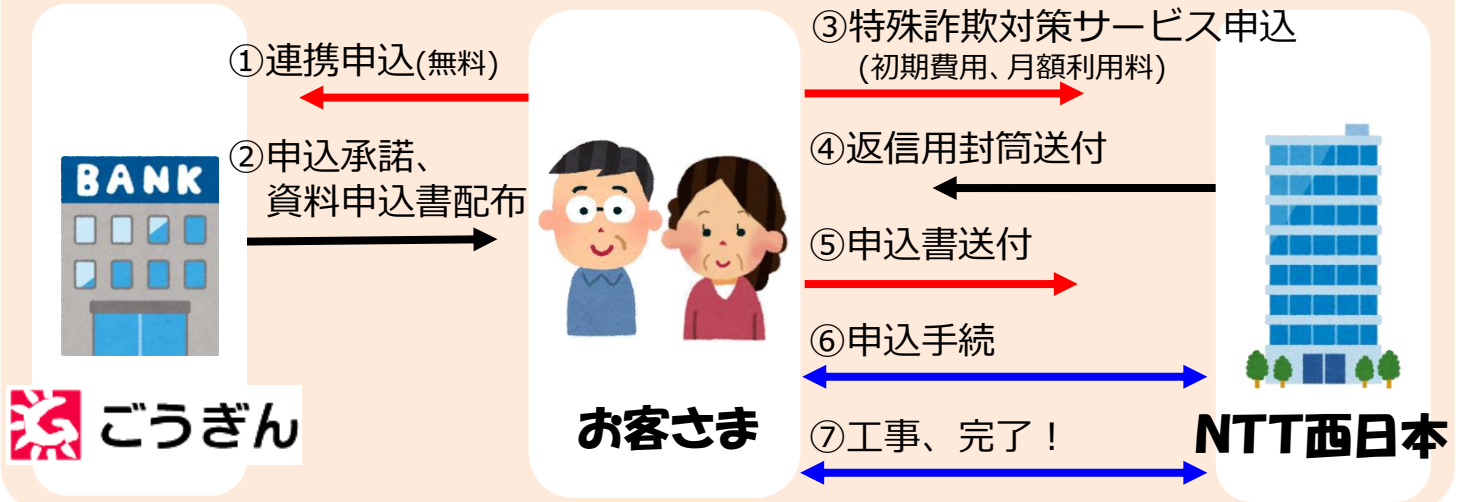 ①連携申込(無料)
②申込承諾、
資料申込書配布
BANK
ごうぎん
お客さま
③特殊詐欺対策サービス申込
(初期費用、月額利用料)
④返信用封筒送付
⑤申込書送付
⑥申込手続
⑦工事、完了！
NTT西日本